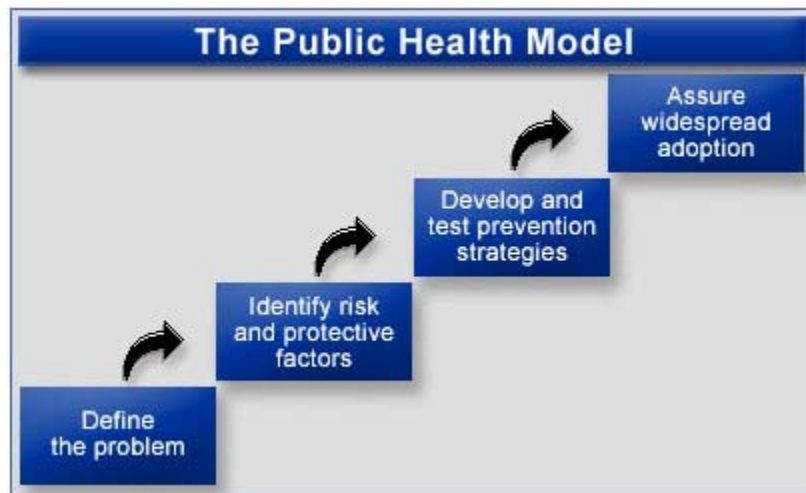 The Public Health Model
Assure
widespread
adoption
Develop and
test prevention
strategies
Identify risk
and protective
factors
Define
the problem